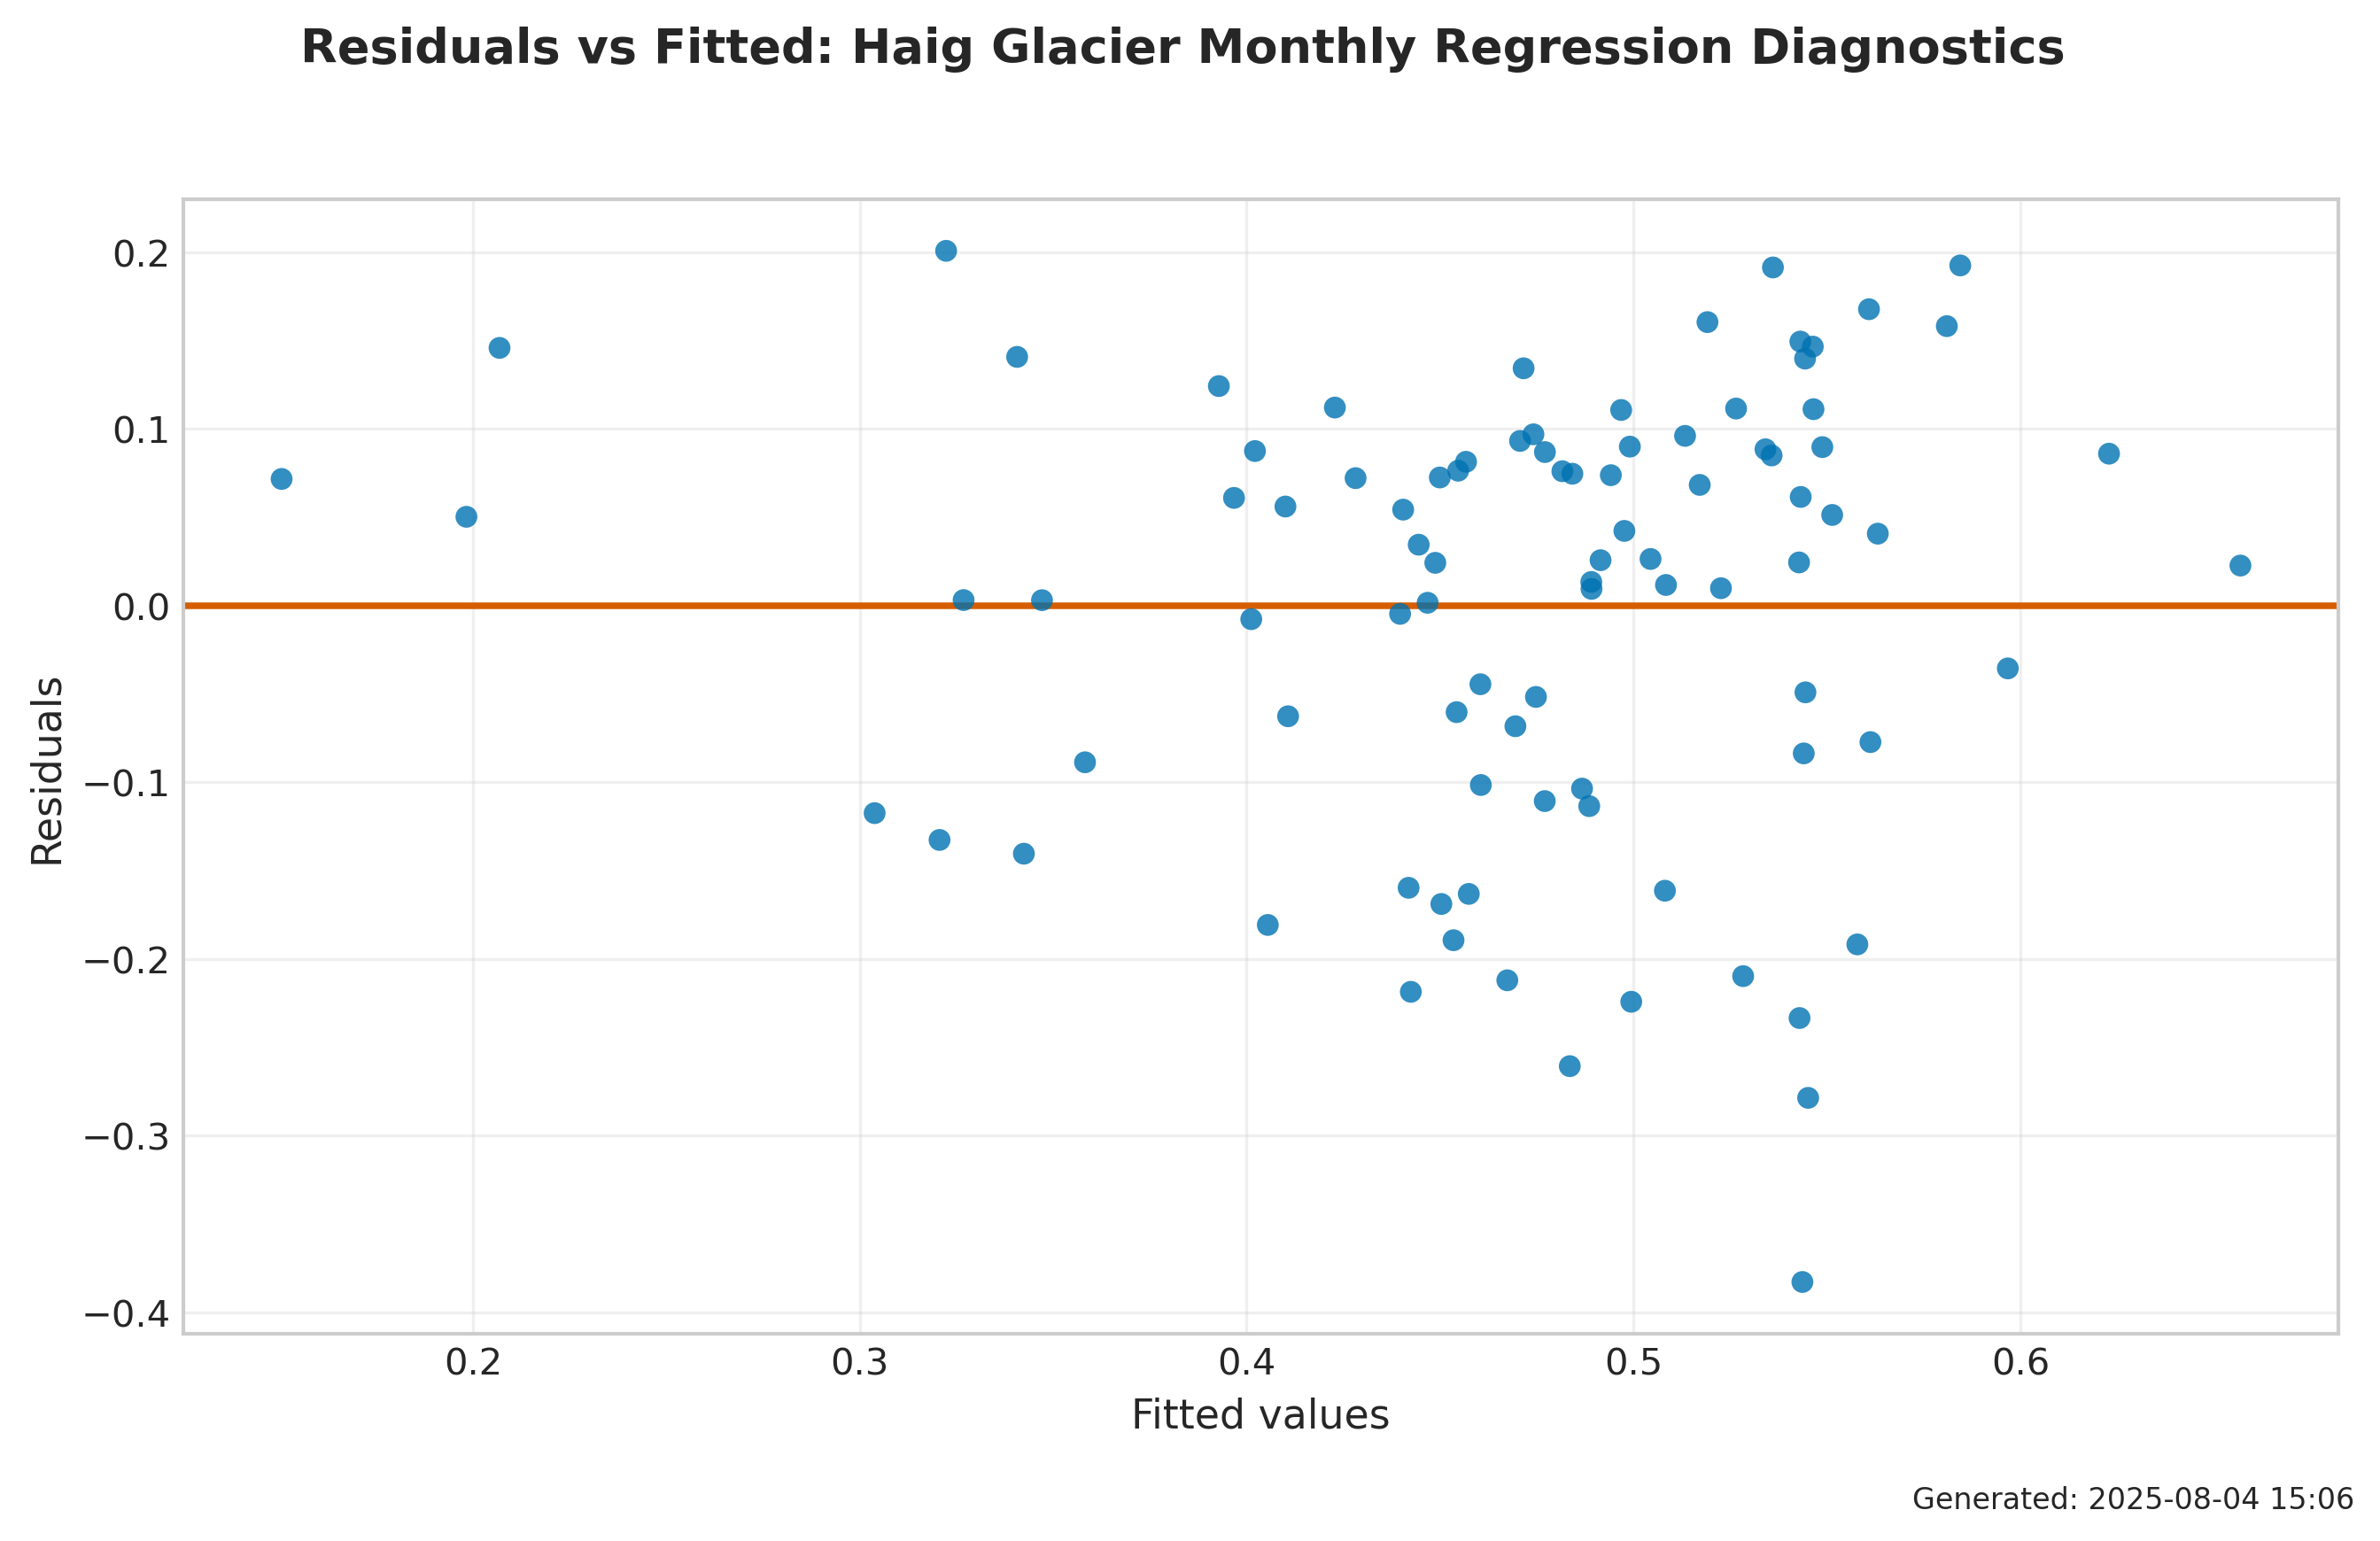 Residuals vs Fitted: Haig Glacier Monthly Regression Diagnostics
Residuals
0.2
0.1
0.0
−0.1
−0.2
−0.3
−0.4
0.2 0.3 0.4 0.5 0.6
Fitted values
Generated: 2025-08-04 15:06